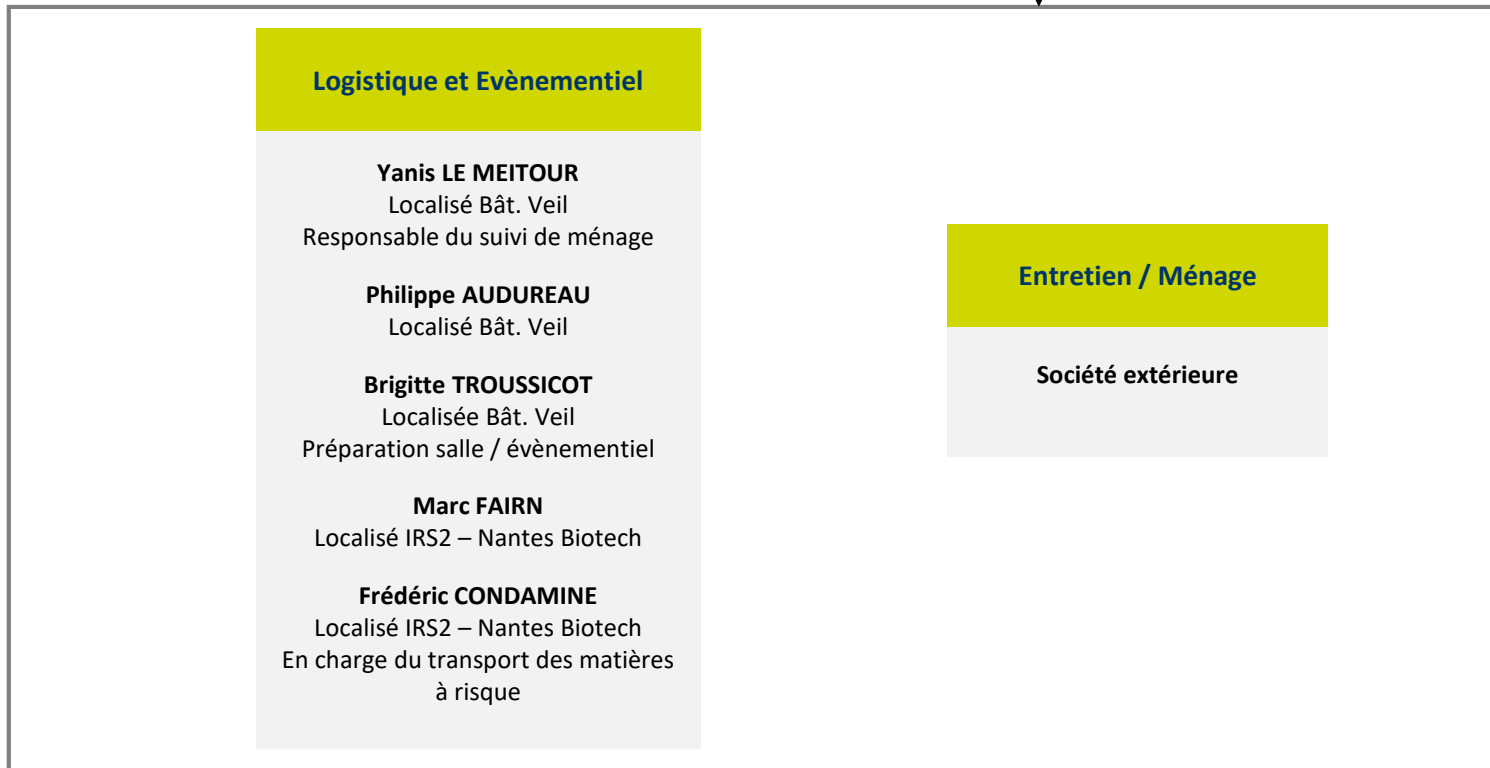 Logistique et Evènementiel
Yanis LE MEITOUR
Localisé Bât. Veil
Responsable du suivi de ménage
Philippe AUDUREAU
Localisé Bât. Veil
Brigitte TROUSSICOT
Localisée Bât. Veil
Préparation salle / évènementiel
Marc FAIRN
Localisé IRS2 – Nantes Biotech
Frédéric CONDAMINE
Localisé IRS2 – Nantes Biotech
En charge du transport des matières
à risque
Entretien / Ménage
Société extérieure